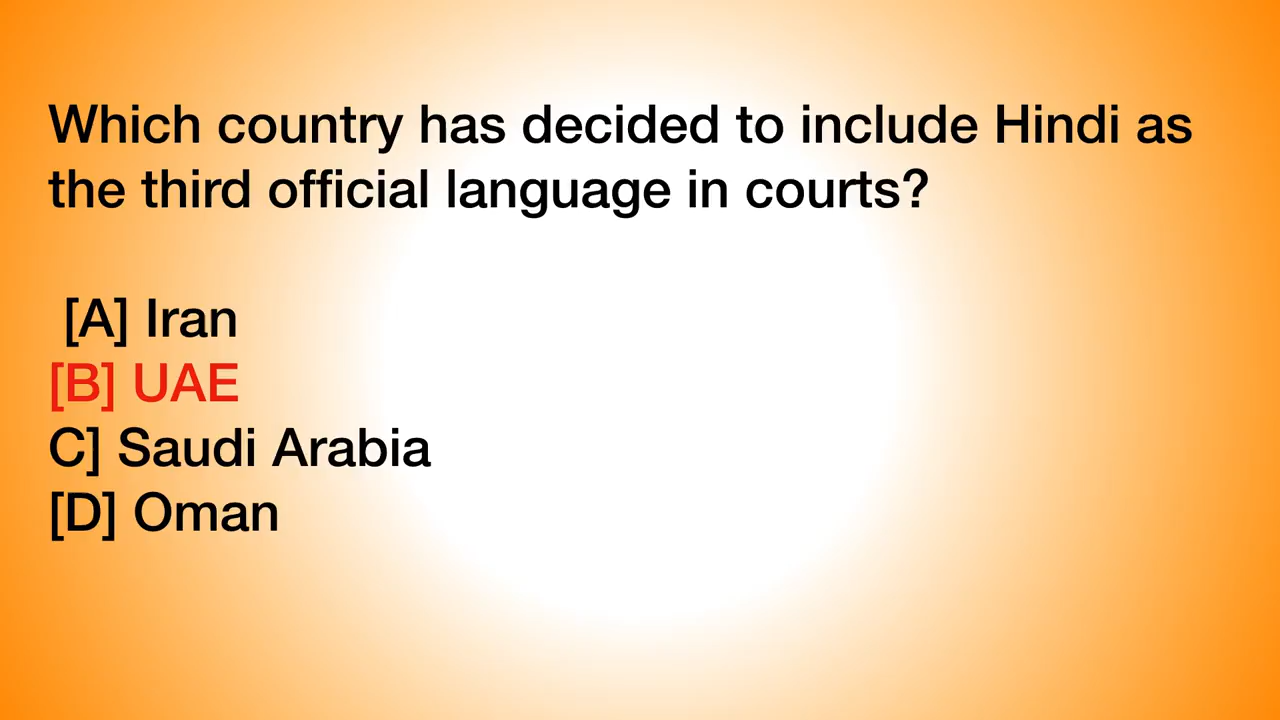 Which country has decided to include Hindi as
the third official language in courts?
[A] Iran
[B] UAE
C] Saudi Arabia
[D] Oman